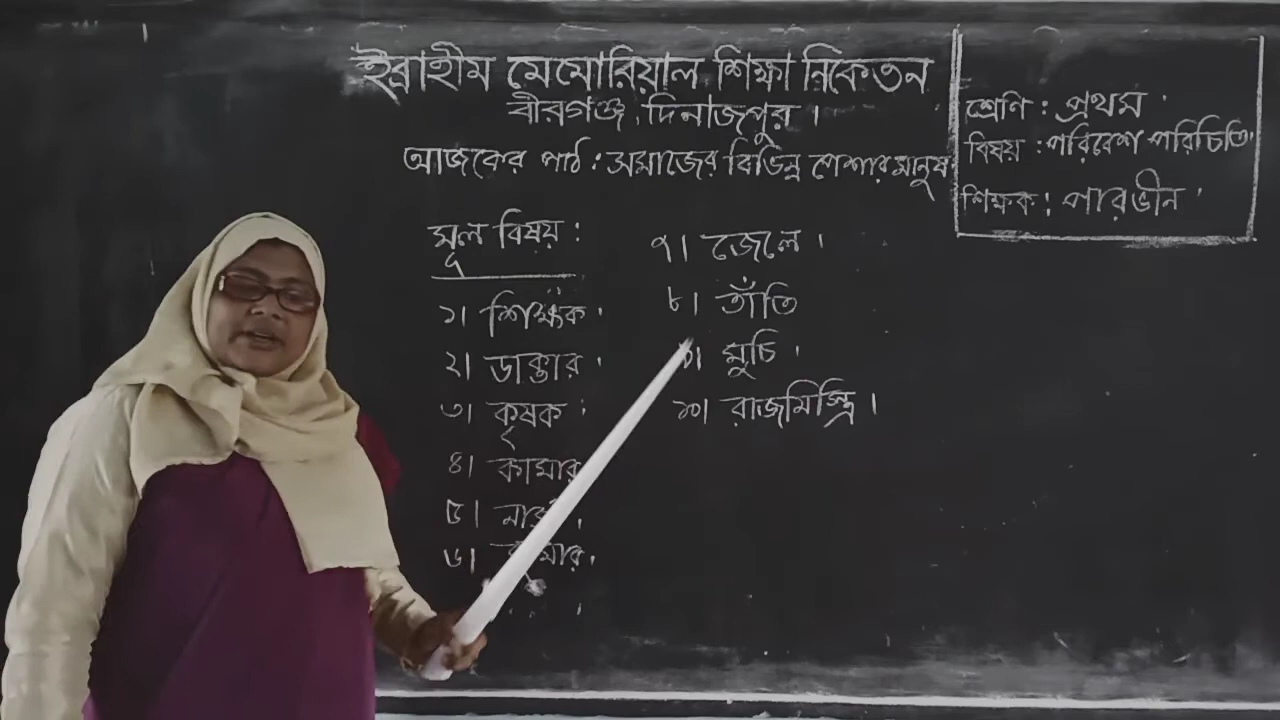 ইব্রাহীম মেমোরিয়াল শিক্ষা নিকেতন
বীরগঞ্জ, দিনাজপুর।
আজকের পাঠ : সমাজের বিভিন্ন পেশার মানুষ
শ্রেণি : প্রথম
বিষয় : পরিবেশ পরিচিতি
শিক্ষক : পারভীন
মূল বিষয় :
১। শিক্ষক
২। ডাক্তার
৩। কৃষক
৪। কামার
৫।
৬।
৭। জেলে।
৮। তাঁতি
৯। মুচি
১০। রাজমিস্ত্রি।